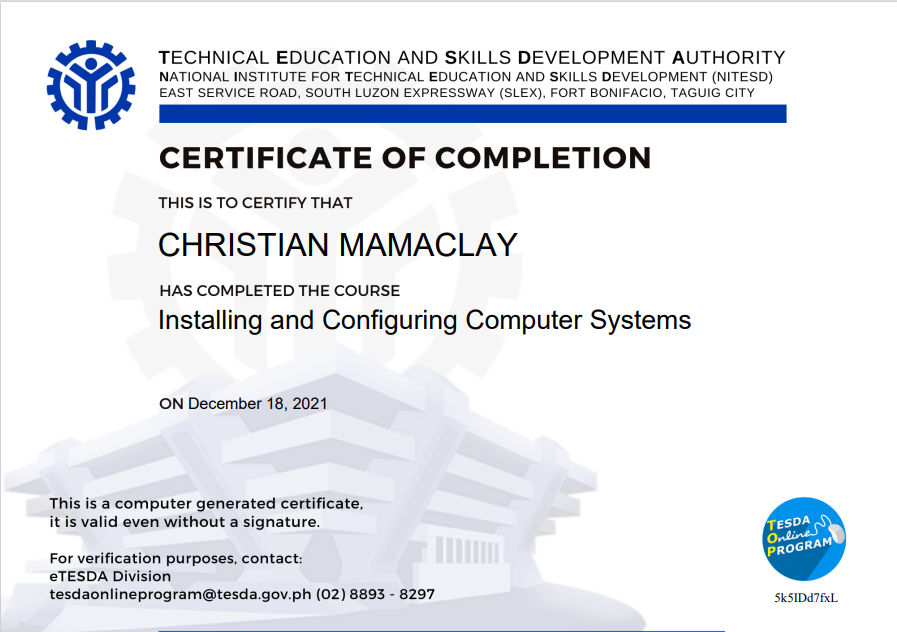 TECHNICAL EDUCATION AND SKILLS DEVELOPMENT AUTHORITY
NATIONAL INSTITUTE FOR TECHNICAL EDUCATION AND SKILLS DEVELOPMENT (NITESD)
EAST SERVICE ROAD, SOUTH LUZON EXPRESSWAY (SLEX), FORT BONIFACIO, TAGUIG CITY
CERTIFICATE OF COMPLETION
THIS IS TO CERTIFY THAT
CHRISTIAN MAMACLAY
HAS COMPLETED THE COURSE
Installing and Configuring Computer Systems
ON December 18, 2021
This is a computer generated certificate,
it is valid even without a signature.
For verification purposes, contact:
eTESDA Division
tesdaonlineprogram@tesda.gov.ph (02) 8893 - 8297
TESDA
Online
PROGRAM
5k5IDd7fxL